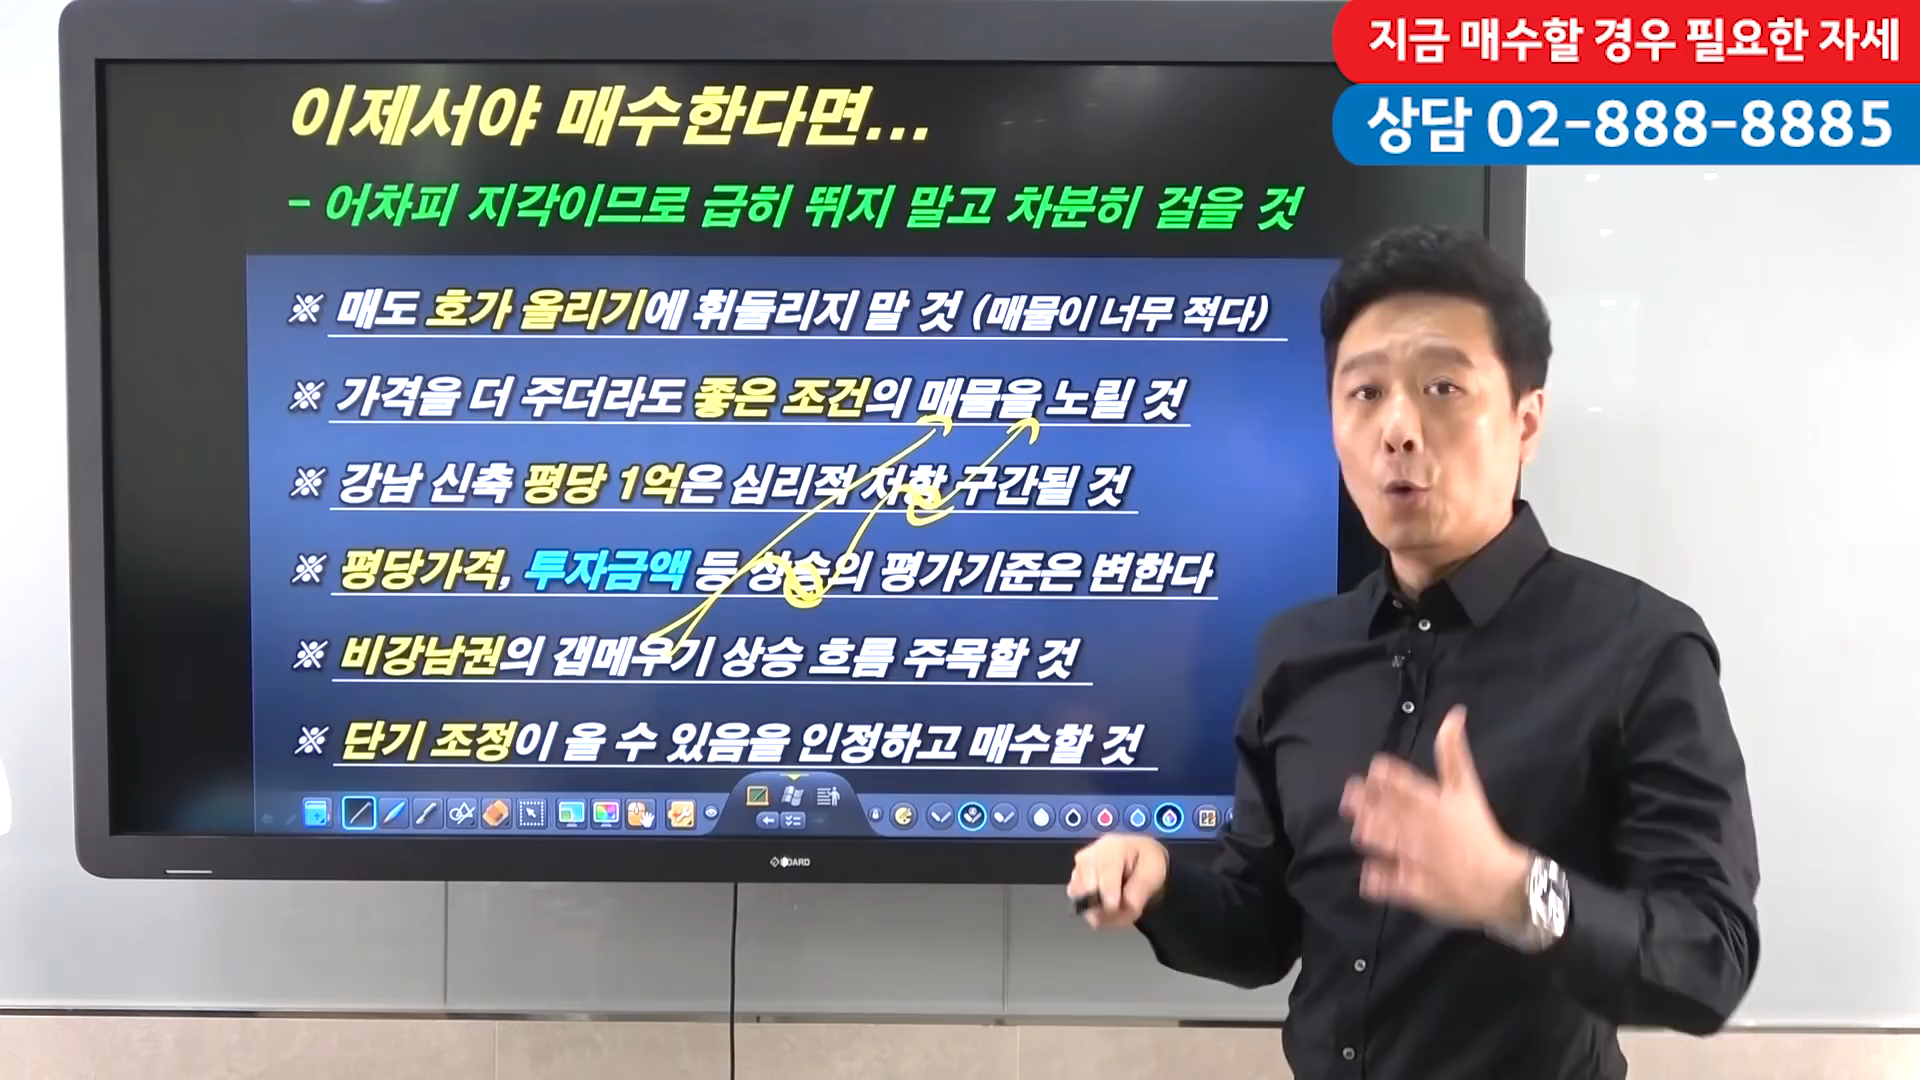 지금 매수할 경우 필요한 자세
상담 02-888-8885
이제서야 매수한다면...
- 어차피 지각이므로 급히 뛰지 말고 차분히 걸을 것
※ 매도 호가 올리기에 휘둘리지 말 것 (매물이 너무 적다)
※ 가격을 더 주더라도 좋은 조건의 매물을 노릴 것
※ 강남 신축 평당 1억은 심리적 저항 구간될 것
※ 평당가격, 투자금액 등 상승의 평가기준은 변한다
※ 비강남권의 갭메우기 상승 흐름 주목할 것
※ 단기 조정이 올 수 있음을 인정하고 매수할 것